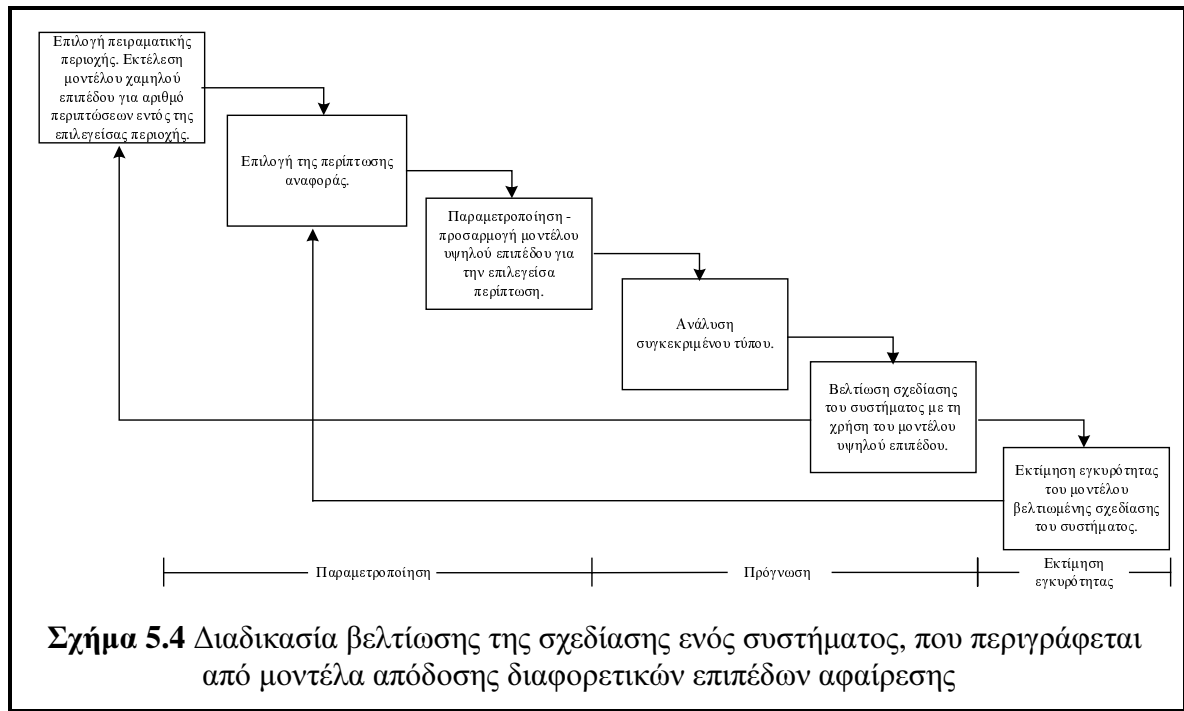 Επιλογή πειραματικής
περιοχής. Εκτέλεση
μοντέλου χαμηλού
επιπέδου για αριθμό
περιπτώσεων εντός της
επιλεγείσας περιοχής.
Επιλογή της περίπτωσης
αναφοράς.
Παραμετροποίηση -
προσαρμογή μοντέλου
υψηλού επιπέδου για
την επιλεγείσα
περίπτωση.
Ανάλυση
συγκεκριμένου τύπου.
Βελτίωση σχεδίασης
του συστήματος με τη
χρήση του μοντέλου
υψηλού επιπέδου.
Εκτίμηση εγκυρότητας
του μοντέλου
βελτιωμένης σχεδίασης
του συστήματος.
Παραμετροποίηση
Πρόγνωση
Εκτίμηση
εγκυρότητας
Σχήμα 5.4 Διαδικασία βελτίωσης της σχεδίασης ενός συστήματος, που περιγράφεται
από μοντέλα απόδοσης διαφορετικών επιπέδων αφαίρεσης